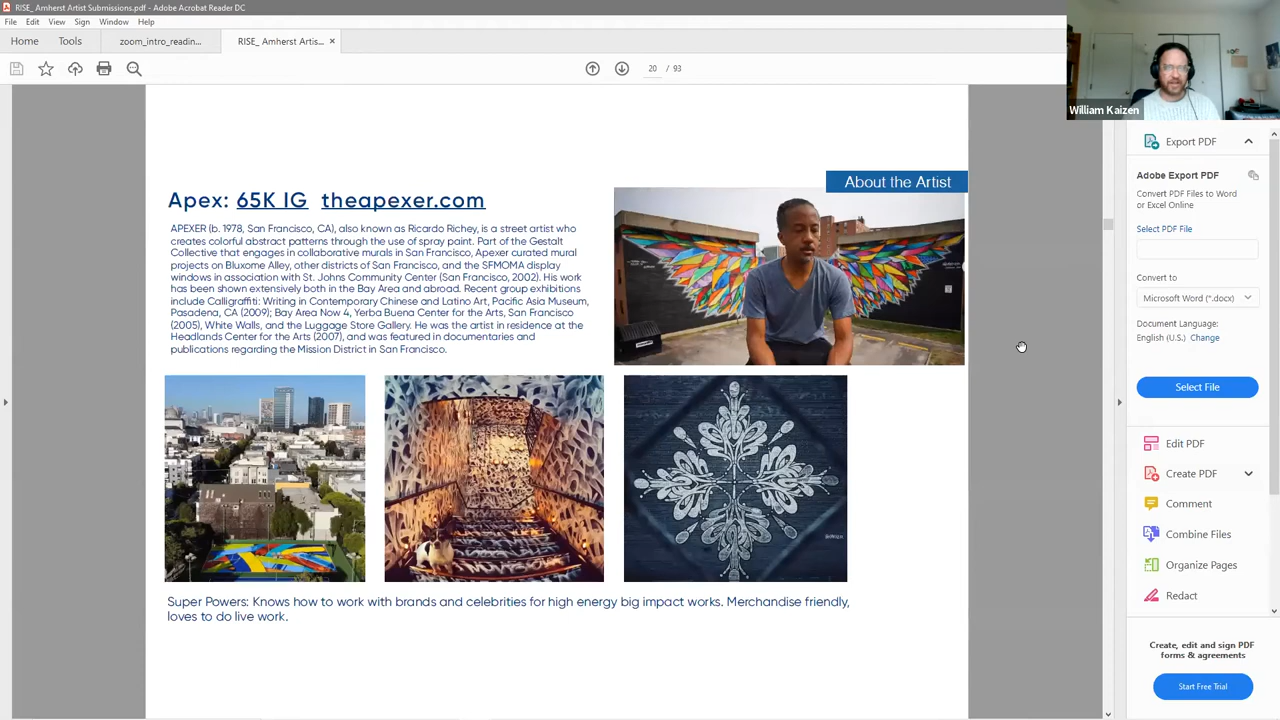 RISE_ Amherst Artist Submissions.pdf - Adobe Acrobat Reader DC
File Edit View Sign Window Help
Home Tools zoom_intro_readin... RISE_ Amherst Artis... ×
20 / 93
William Kaizen
About the Artist
Apex: 65K IG theapexer.com
APEXER (b. 1978, San Francisco, CA), also known as Ricardo Richey, is a street artist who
creates colorful abstract patterns through the use of spray paint. Part of the Gestalt
Collective that engages in collaborative murals in San Francisco, Apexer curated mural
projects on Bluxome Alley, other districts of San Francisco, and the SFMOMA display
windows in association with St. Johns Community Center (San Francisco, 2002). His work
has been shown extensively both in the Bay Area and abroad. Recent group exhibitions
include Calligraffiti: Writing in Contemporary Chinese and Latino Art, Pacific Asia Museum,
Pasadena, CA (2009); Bay Area Now 4, Yerba Buena Center for the Arts, San Francisco
(2005), White Walls, and the Luggage Store Gallery. He was the artist in residence at the
Headlands Center for the Arts (2007), and was featured in documentaries and
publications regarding the Mission District in San Francisco.
Super Powers: Knows how to work with brands and celebrities for high energy big impact works. Merchandise friendly,
loves to do live work.
Export PDF
Adobe Export PDF
Convert PDF Files to Word
or Excel Online
Select PDF File
Convert to
Microsoft Word (*.docx)
Document Language:
English (U.S.) Change
Select File
Edit PDF
Create PDF
Comment
Combine Files
Organize Pages
Redact
Create, edit and sign PDF
forms & agreements
Start Free Trial